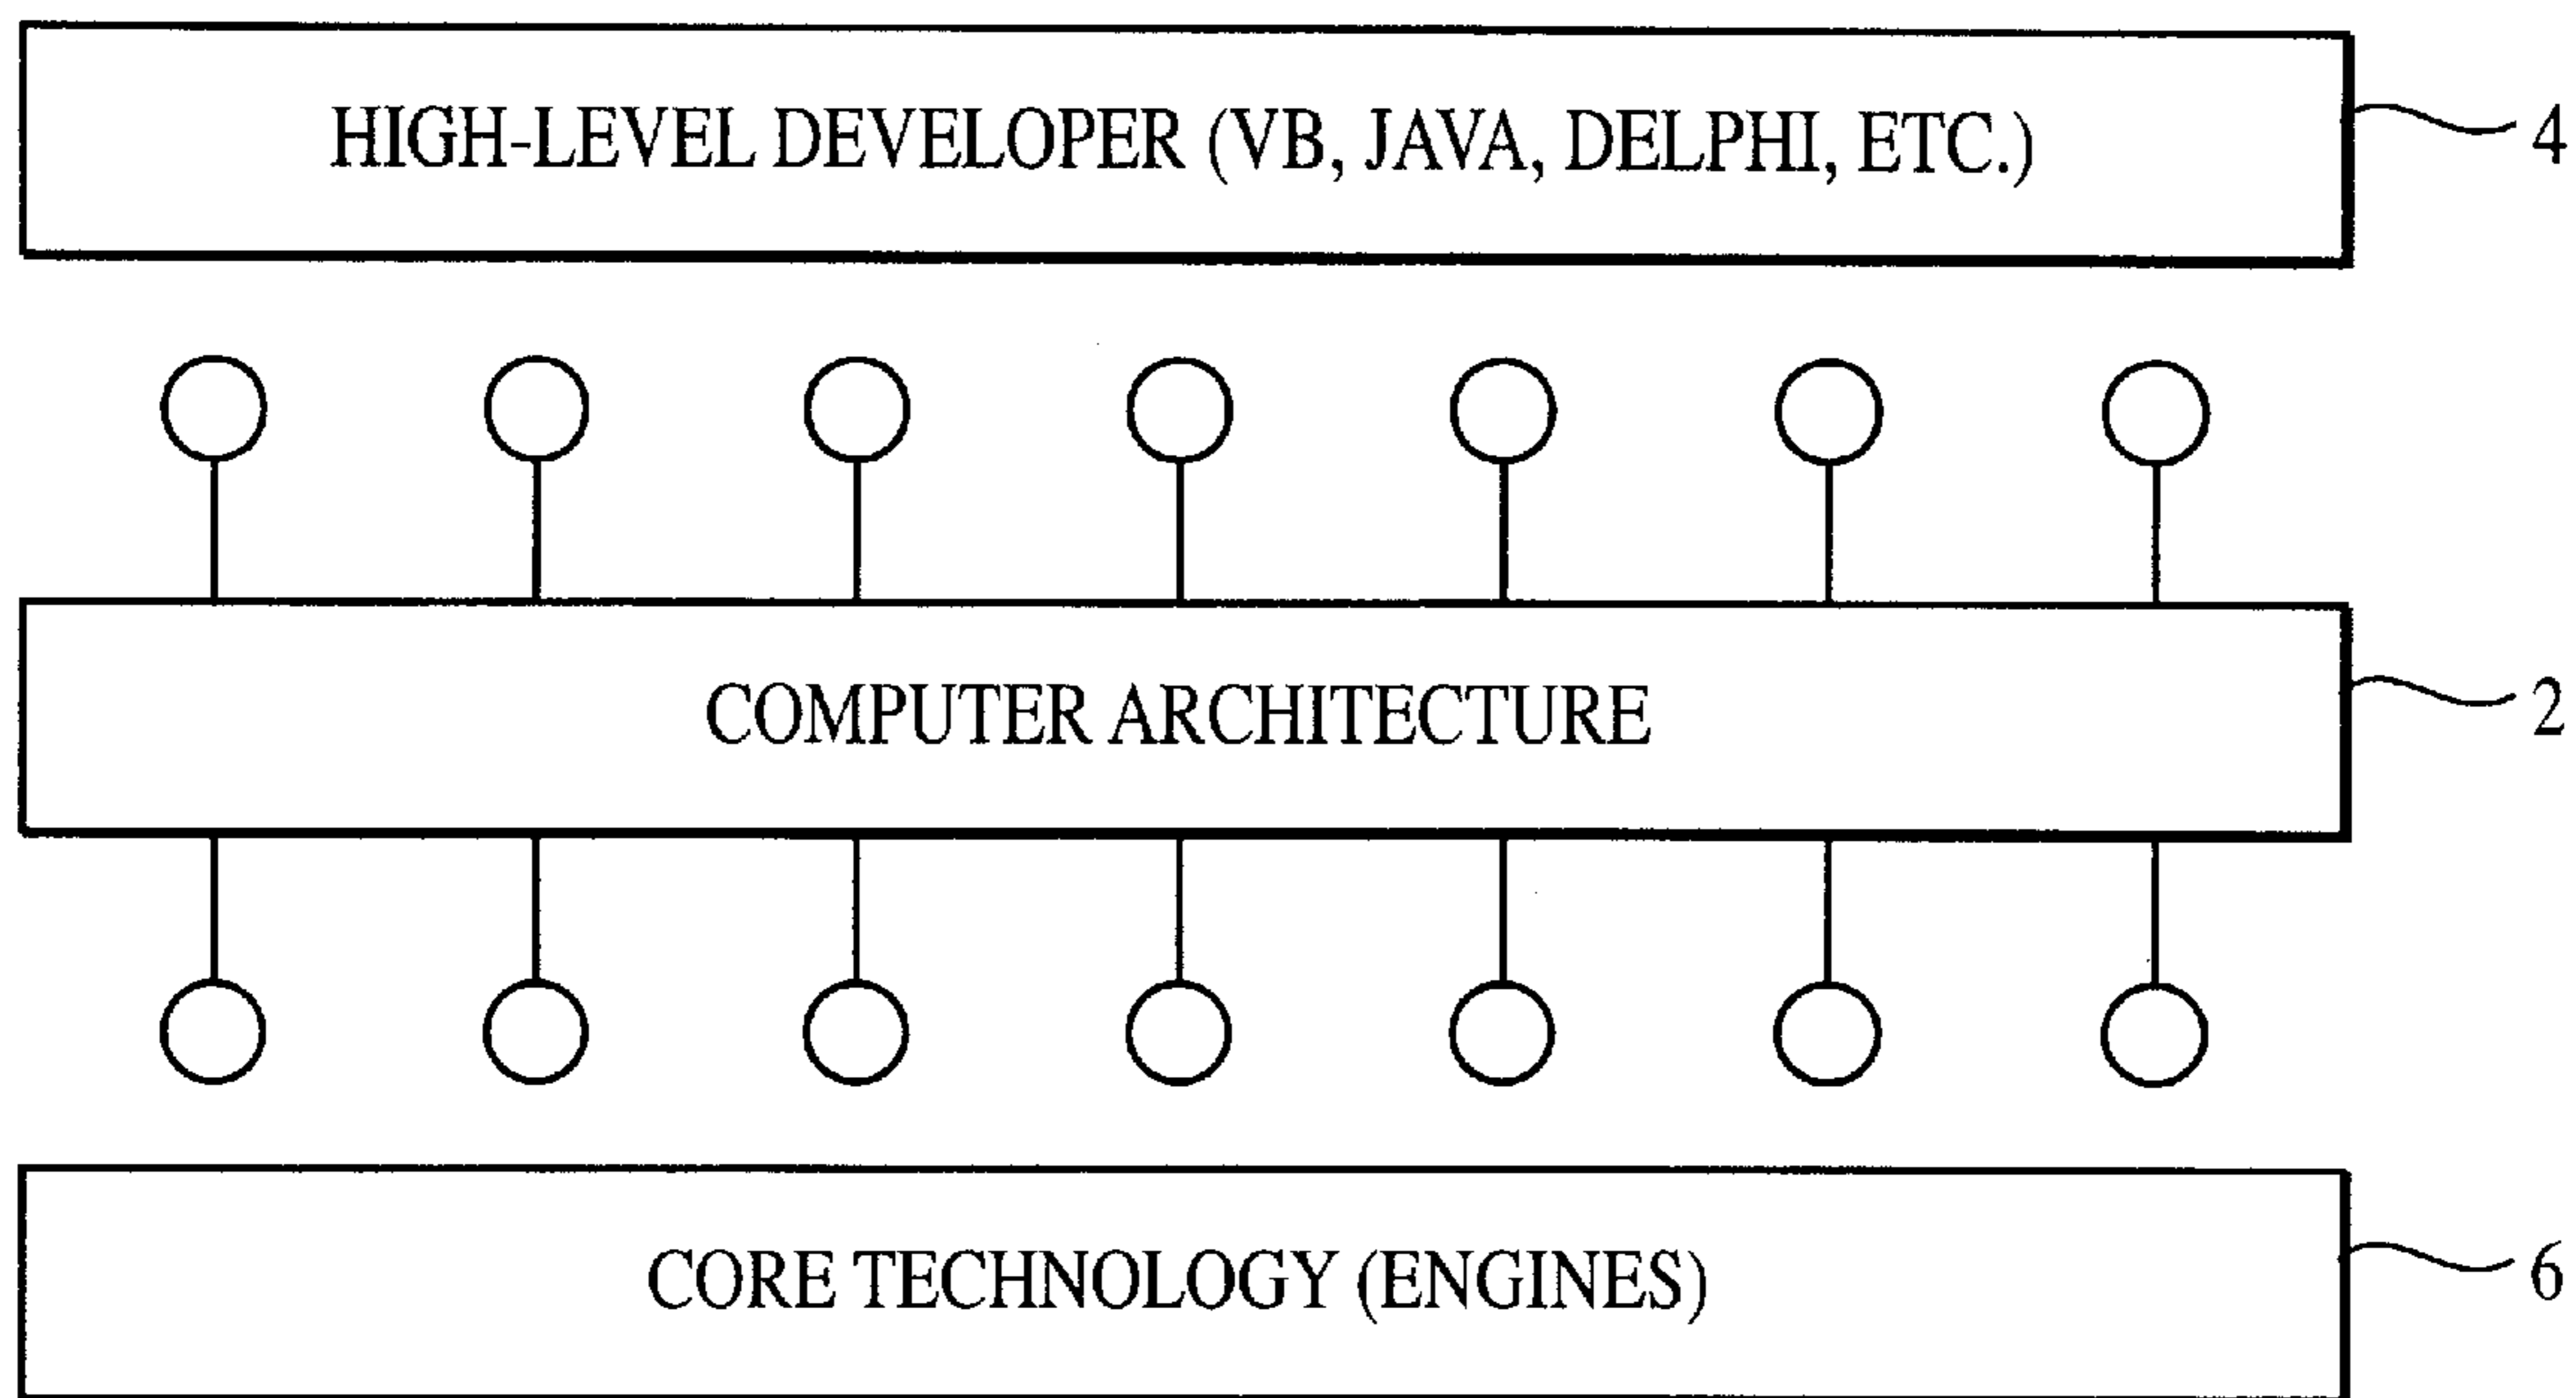 HIGH-LEVEL DEVELOPER (VB, JAVA, DELPHI, ETC.)
4
COMPUTER ARCHITECTURE
2
CORE TECHNOLOGY (ENGINES)
6